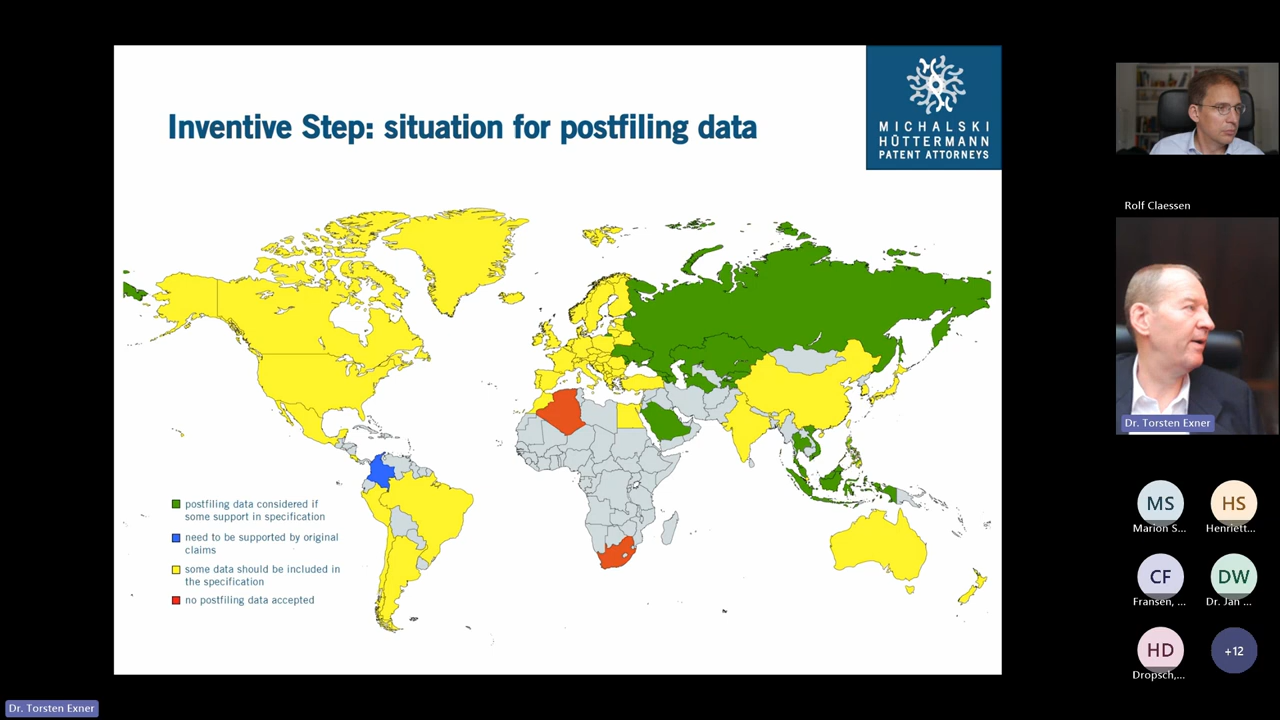 Inventive Step: situation for postfiling data
MICHALSKI
HÜTTERMANN
PATENT ATTORNEYS
postfiling data considered if
some support in specification
need to be supported by original
claims
some data should be included in
the specification
no postfiling data accepted
Rolf Claessen
Dr. Torsten Exner
MS
HS
Marion S...
Henriett...
CF
DW
Fransen, ...
Dr. Jan ...
HD
+12
Dropsch,...
Dr. Torsten Exner